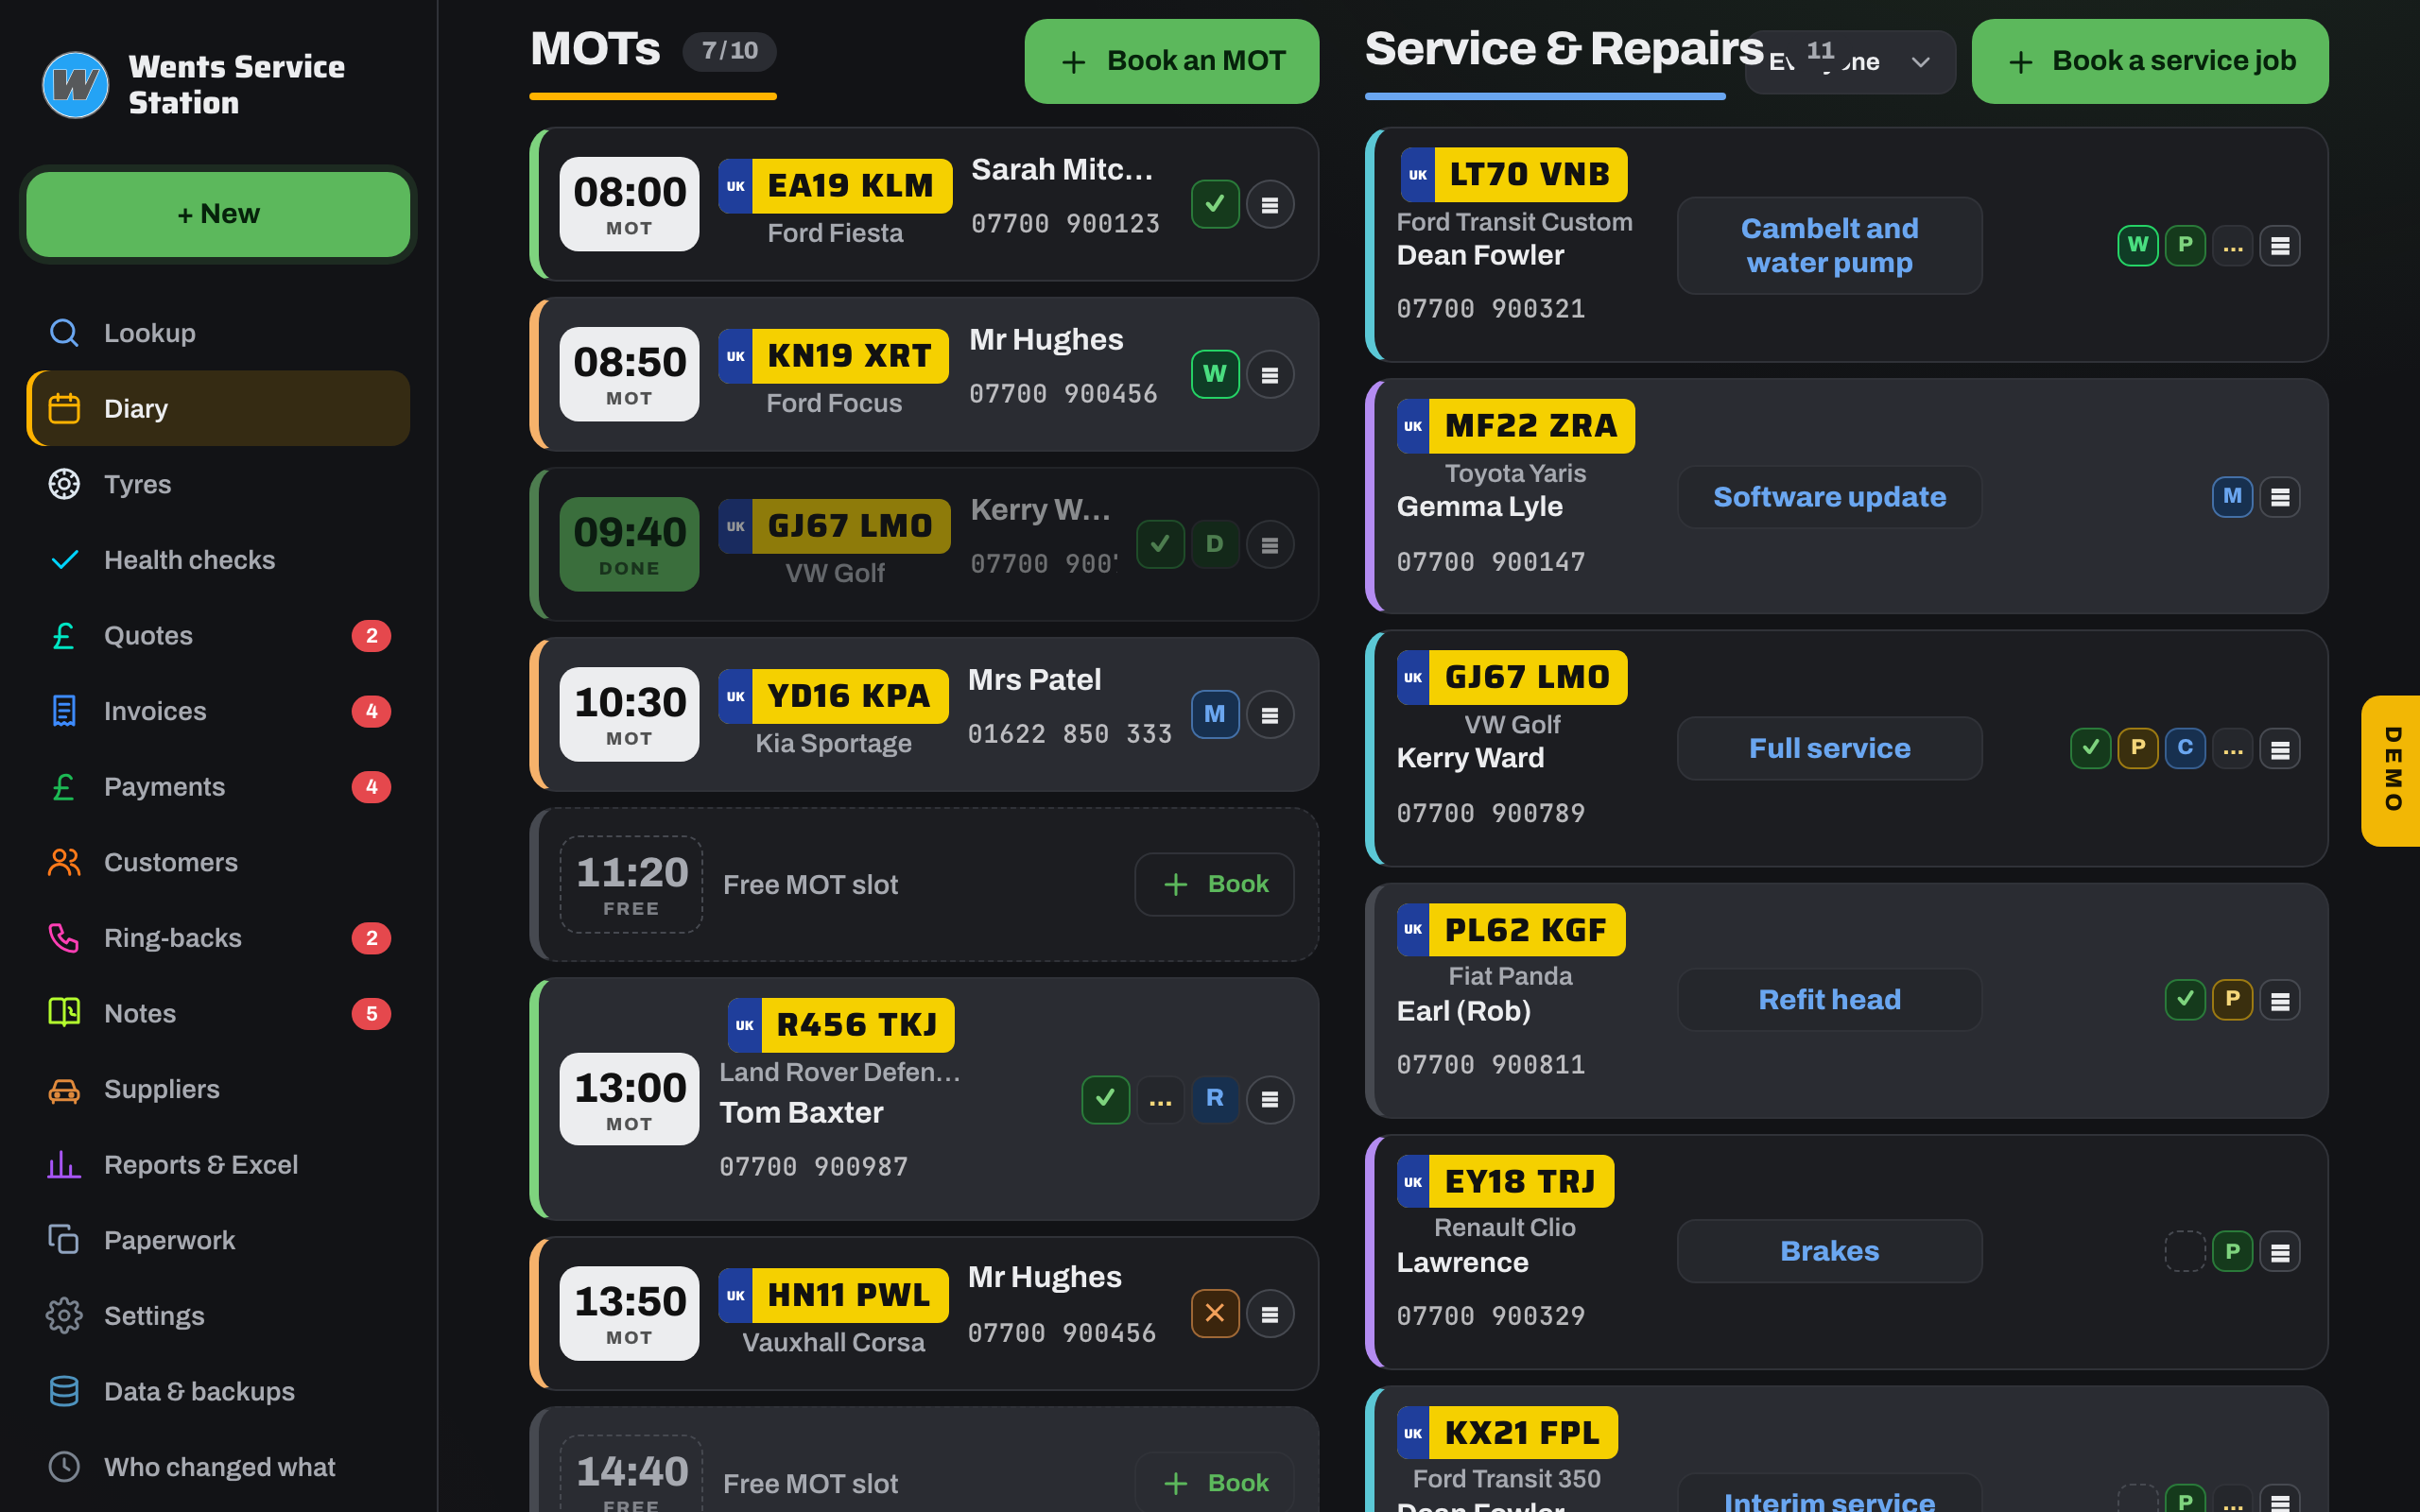 Wents Service
Station
+ New
Lookup
Diary
Tyres
Health checks
Quotes 2
Invoices 4
Payments 4
Customers
Ring-backs 2
Notes 5
Suppliers
Reports & Excel
Paperwork
Settings
Data & backups
Who changed what
MOTs 7/10
+ Book an MOT
08:00
MOT
UK EA19 KLM
Ford Fiesta
Sarah Mitc...
07700 900123
08:50
MOT
UK KN19 XRT
Ford Focus
Mr Hughes
07700 900456
W
09:40
DONE
UK GJ67 LMO
VW Golf
Kerry W...
07700 900
D
10:30
MOT
UK YD16 KPA
Kia Sportage
Mrs Patel
01622 850 333
M
11:20
FREE
Free MOT slot
+ Book
13:00
MOT
UK R456 TKJ
Land Rover Defen...
Tom Baxter
07700 900987
... R
13:50
MOT
UK HN11 PWL
Vauxhall Corsa
Mr Hughes
07700 900456
14:40
FREE
Free MOT slot
+ Book
Service & Repairs 11
+ Book a service job
UK LT70 VNB
Ford Transit Custom
Dean Fowler
07700 900321
Cambelt and
water pump
W P ...
UK MF22 ZRA
Toyota Yaris
Gemma Lyle
07700 900147
Software update
M
UK GJ67 LMO
VW Golf
Kerry Ward
07700 900789
Full service
P C ...
UK PL62 KGF
Fiat Panda
Earl (Rob)
07700 900811
Refit head
P
UK EY18 TRJ
Renault Clio
Lawrence
07700 900329
Brakes
P
UK KX21 FPL
Ford Transit 350
Dean Fowler
Interim service
P ...
DEMO